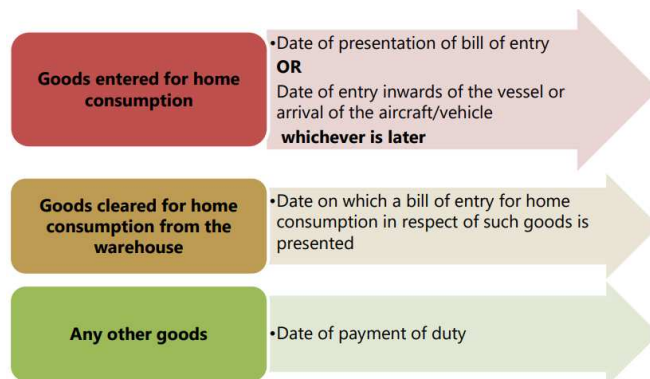 Goods entered for home
consumption
•Date of presentation of bill of entry
OR
Date of entry inwards of the vessel or
arrival of the aircraft/vehicle
whichever is later
Goods cleared for home
consumption from the
warehouse
•Date on which a bill of entry for home
consumption in respect of such goods is
presented
Any other goods
•Date of payment of duty